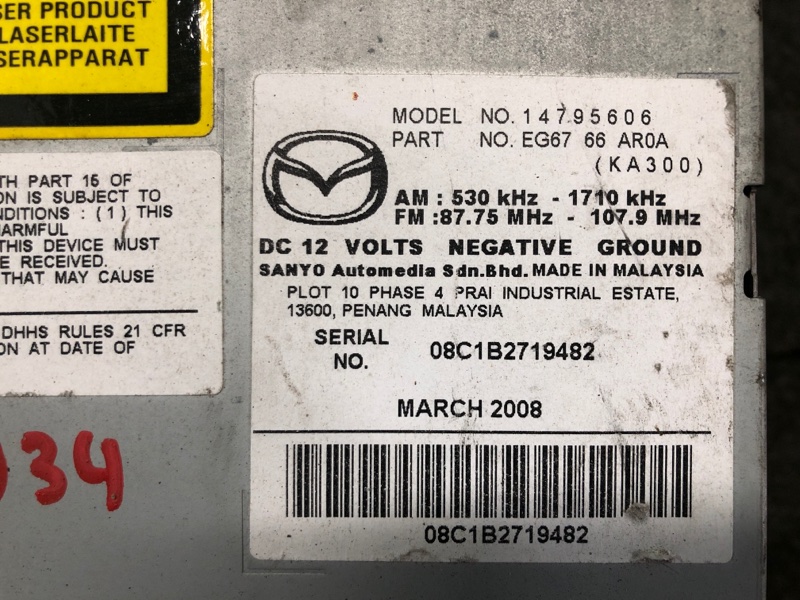 SER PRODUCT
LASERLAITE
SERAPPARAT
TH PART 15 OF
ON IS SUBJECT TO
NDITIONS : (1) THIS
HARMFUL
THIS DEVICE MUST
E RECEIVED.
THAT MAY CAUSE
DHHS RULES 21 CFR
ON AT DATE OF
34
MODEL NO. 14795606
PART NO. EG67 66 AR0A
(KA300)
AM : 530 kHz - 1710 kHz
FM : 87.75 MHz - 107.9 MHz
DC 12 VOLTS NEGATIVE GROUND
SANYO Automedia Sdn.Bhd. MADE IN MALAYSIA
PLOT 10 PHASE 4 PRAI INDUSTRIAL ESTATE,
13600, PENANG MALAYSIA
SERIAL NO. 08C1B2719482
MARCH 2008
08C1B2719482